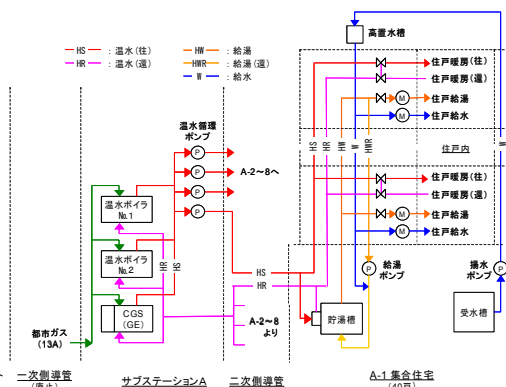 高置水槽
HS : 温水(往)
HW : 給湯
HR : 温水(還)
HWR : 給湯(還)
W : 給水
住戸暖房(往)
住戸暖房(還)
M
住戸給湯
M
住戸給水
HS
HR
HW
W
HWR
W
住戸内
温水循環
ポンプ
P
P
A-2~8へ
P
P
住戸暖房(往)
住戸暖房(還)
M
住戸給湯
M
住戸給水
温水ボイラ
No.1
温水ボイラ
No.2
HR
HS
HS
HR
P
給湯
ポンプ
揚水
ポンプ
P
CGS
(GE)
都市ガス
(13A)
A-2~8
より
貯湯槽
受水槽
一次側導管
サブステーションA
二次側導管
A-1 集合住宅